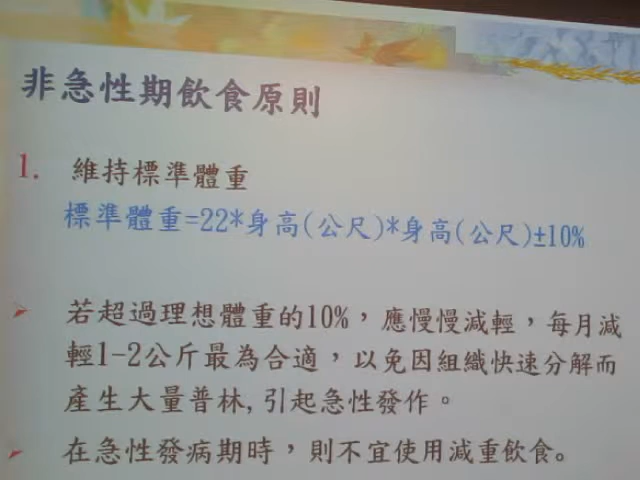 非急性期飲食原則
1. 維持標準體重
標準體重=22*身高(公尺)*身高(公尺)±10%
若超過理想體重的10%，應慢慢減輕，每月減
輕1-2公斤最為合適，以免因組織快速分解而
產生大量普林,引起急性發作。
在急性發病期時，則不宜使用減重飲食。